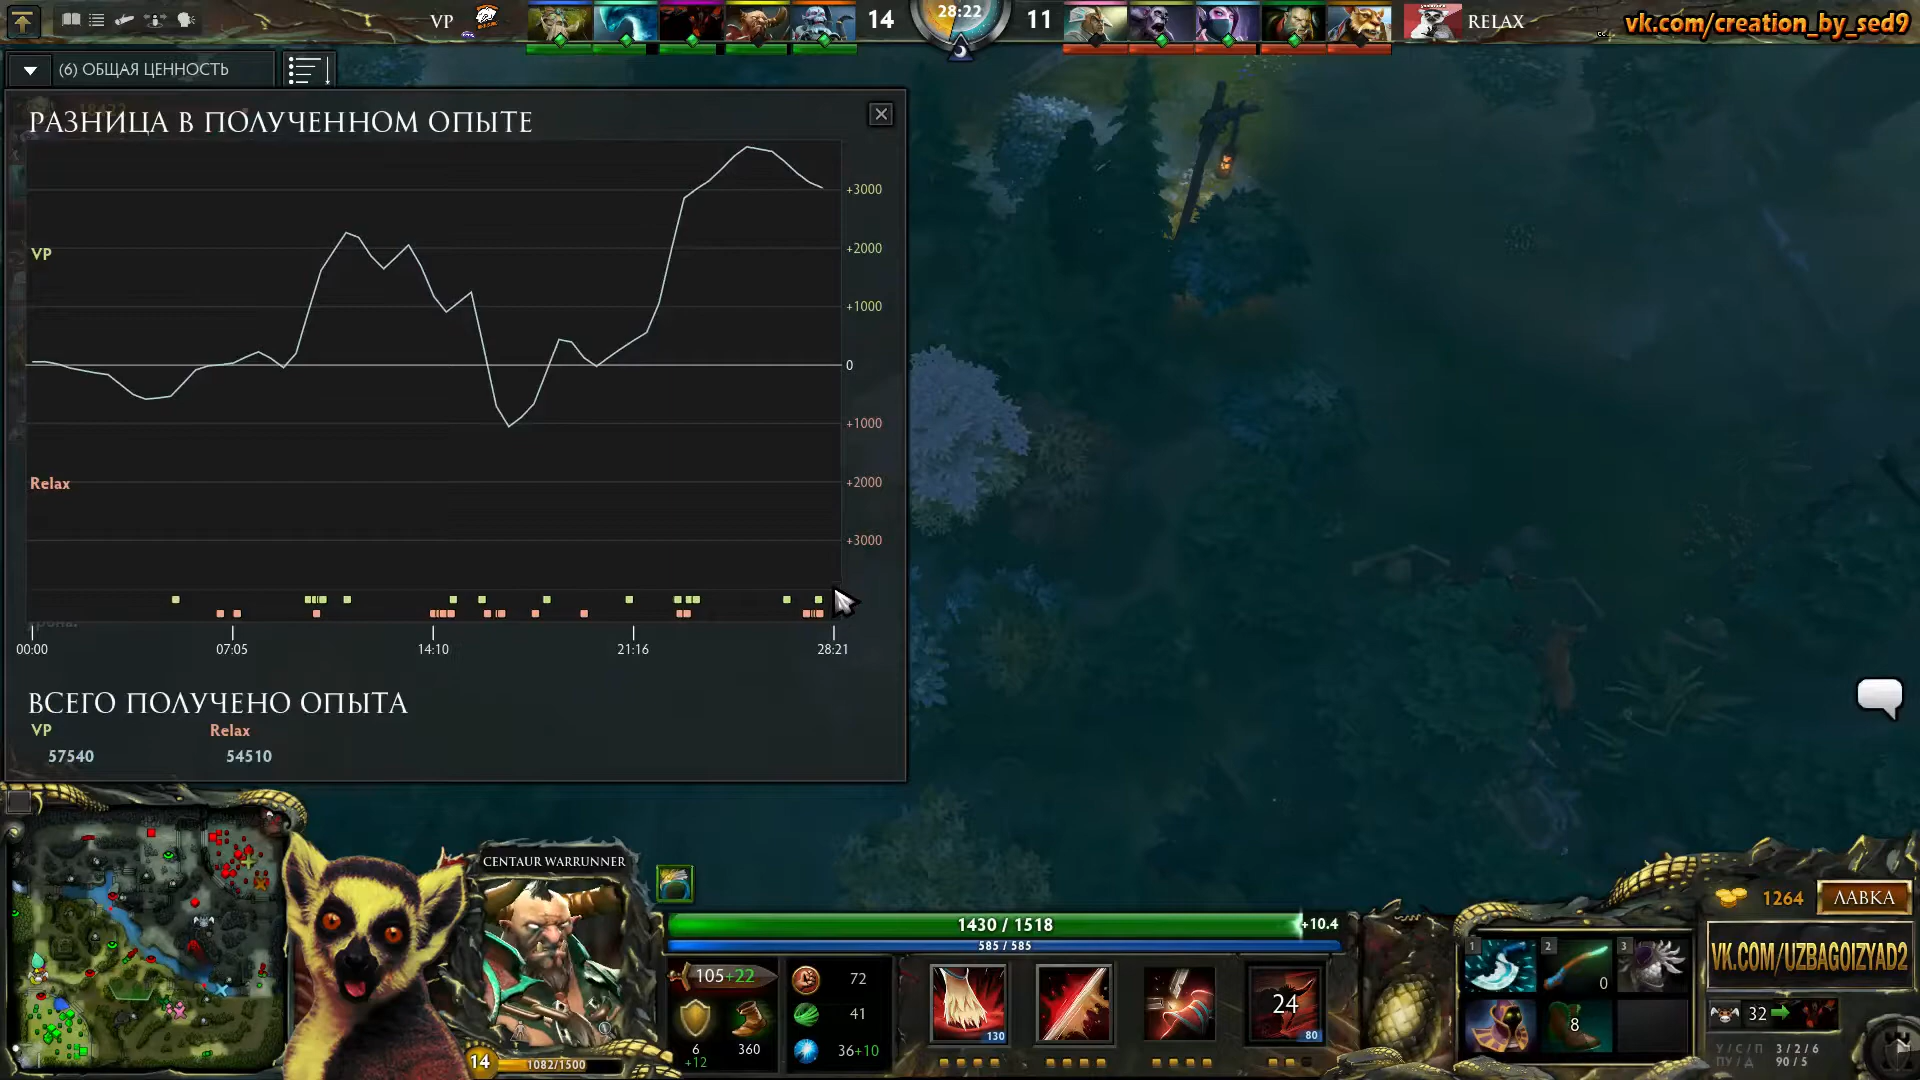 VP
14
28:22
11
RELAX
vk.com/creation_by_sed9
(6) ОБЩАЯ ЦЕННОСТЬ
РАЗНИЦА В ПОЛУЧЕННОМ ОПЫТЕ
+3000
+2000
VP
+1000
0
+1000
+2000
Relax
+3000
00:00
07:05
14:10
21:16
28:21
ВСЕГО ПОЛУЧЕНО ОПЫТА
VP
Relax
57540
54510
CENTAUR WARRUNNER
1430 / 1518
+10.4
585 / 585
105+22
72
41
36+10
6
+12
360
14
1082/1500
130
24
80
1
2
3
0
8
1264
ЛАВКА
VK.COM/UZBAGOIZYAD2
32
У / С / П 3 / 2 / 6
ПУ / Д 90 / 5